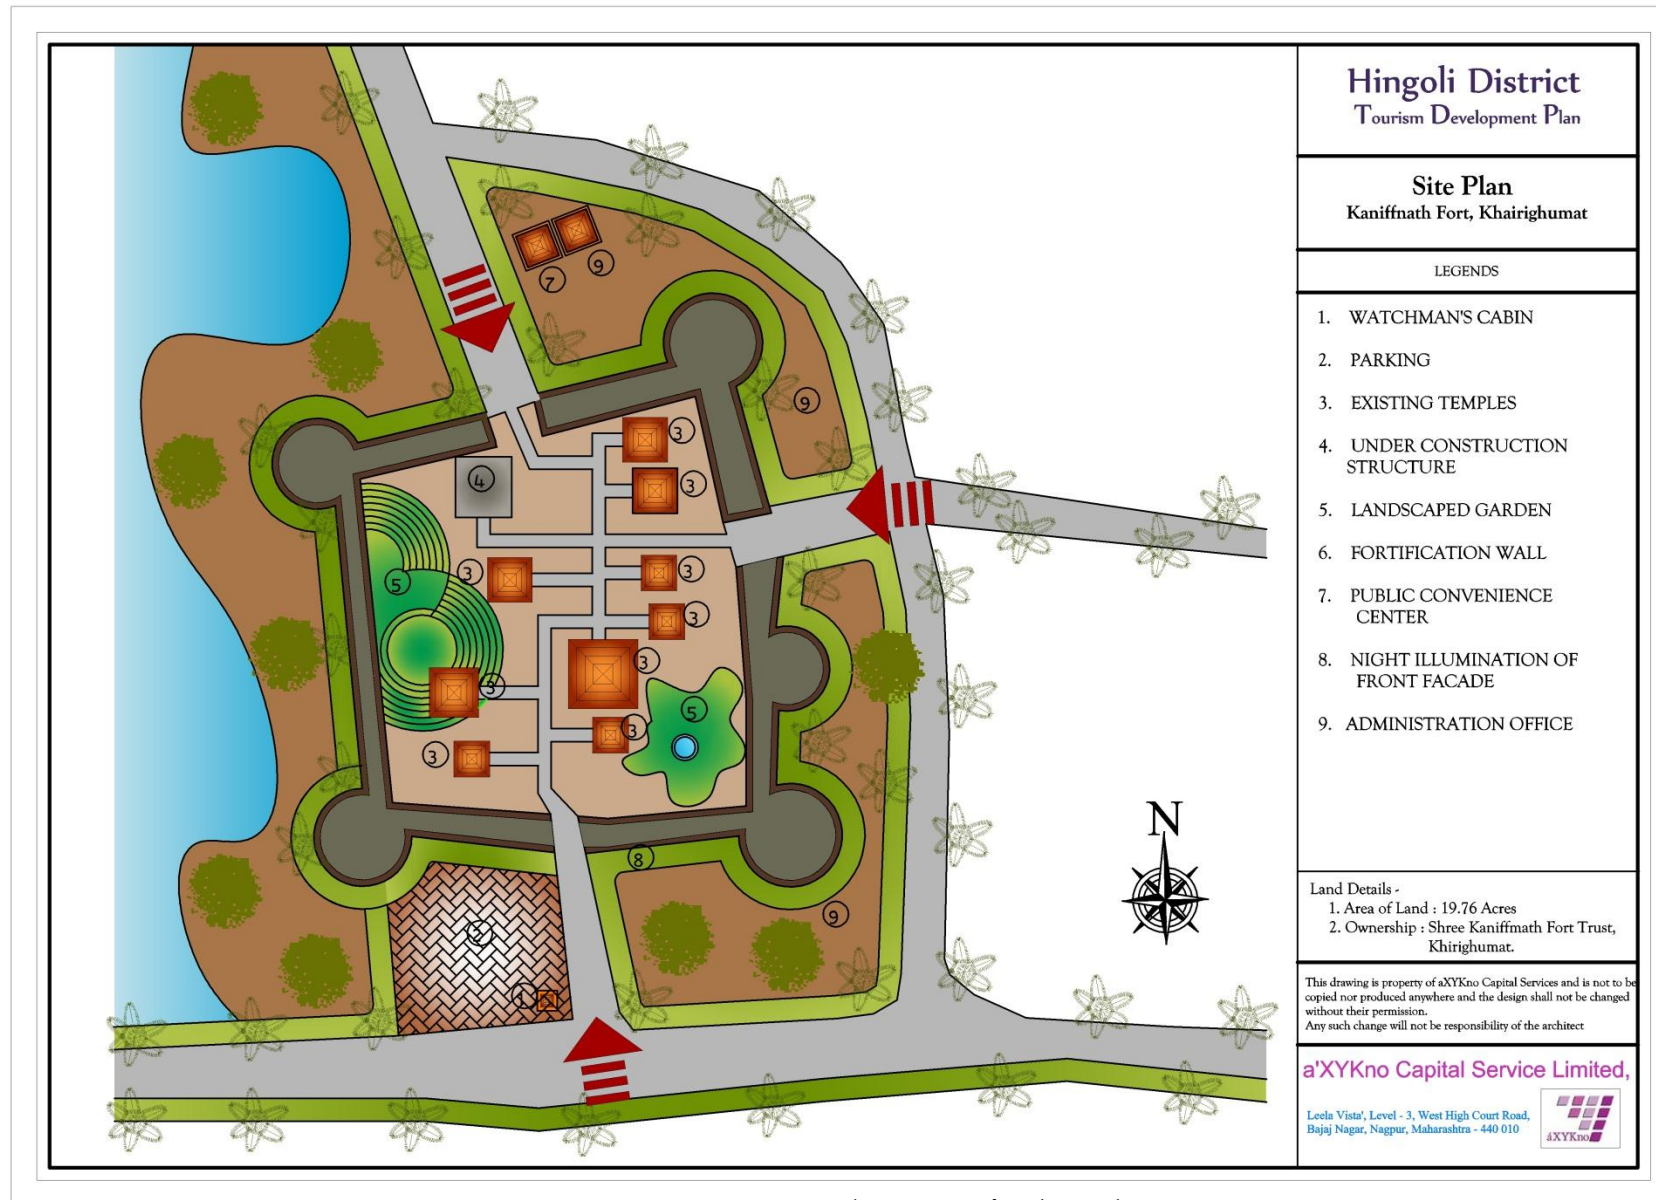 Hingoli District
Tourism Development Plan
Site Plan
Kaniffnath Fort, Khairighumat
LEGENDS
1. WATCHMAN'S CABIN
2. PARKING
3. EXISTING TEMPLES
4. UNDER CONSTRUCTION
STRUCTURE
5. LANDSCAPED GARDEN
6. FORTIFICATION WALL
7. PUBLIC CONVENIENCE
CENTER
8. NIGHT ILLUMINATION OF
FRONT FACADE
9. ADMINISTRATION OFFICE
Land Details -
1. Area of Land : 19.76 Acres
2. Ownership : Shree Kaniffmath Fort Trust,
Khirighumat.
This drawing is property of aXYKno Capital Services and is not to be
copied nor produced anywhere and the design shall not be changed
without their permission.
Any such change will not be responsibility of the architect
a'XYKno Capital Service Limited,
Leela Vista', Level - 3, West High Court Road,
Bajaj Nagar, Nagpur, Maharashtra - 440 010
áXYKno
7
9
9
3
4
3
5
3
3
3
3
3
5
3
3
8
9
2
1
N